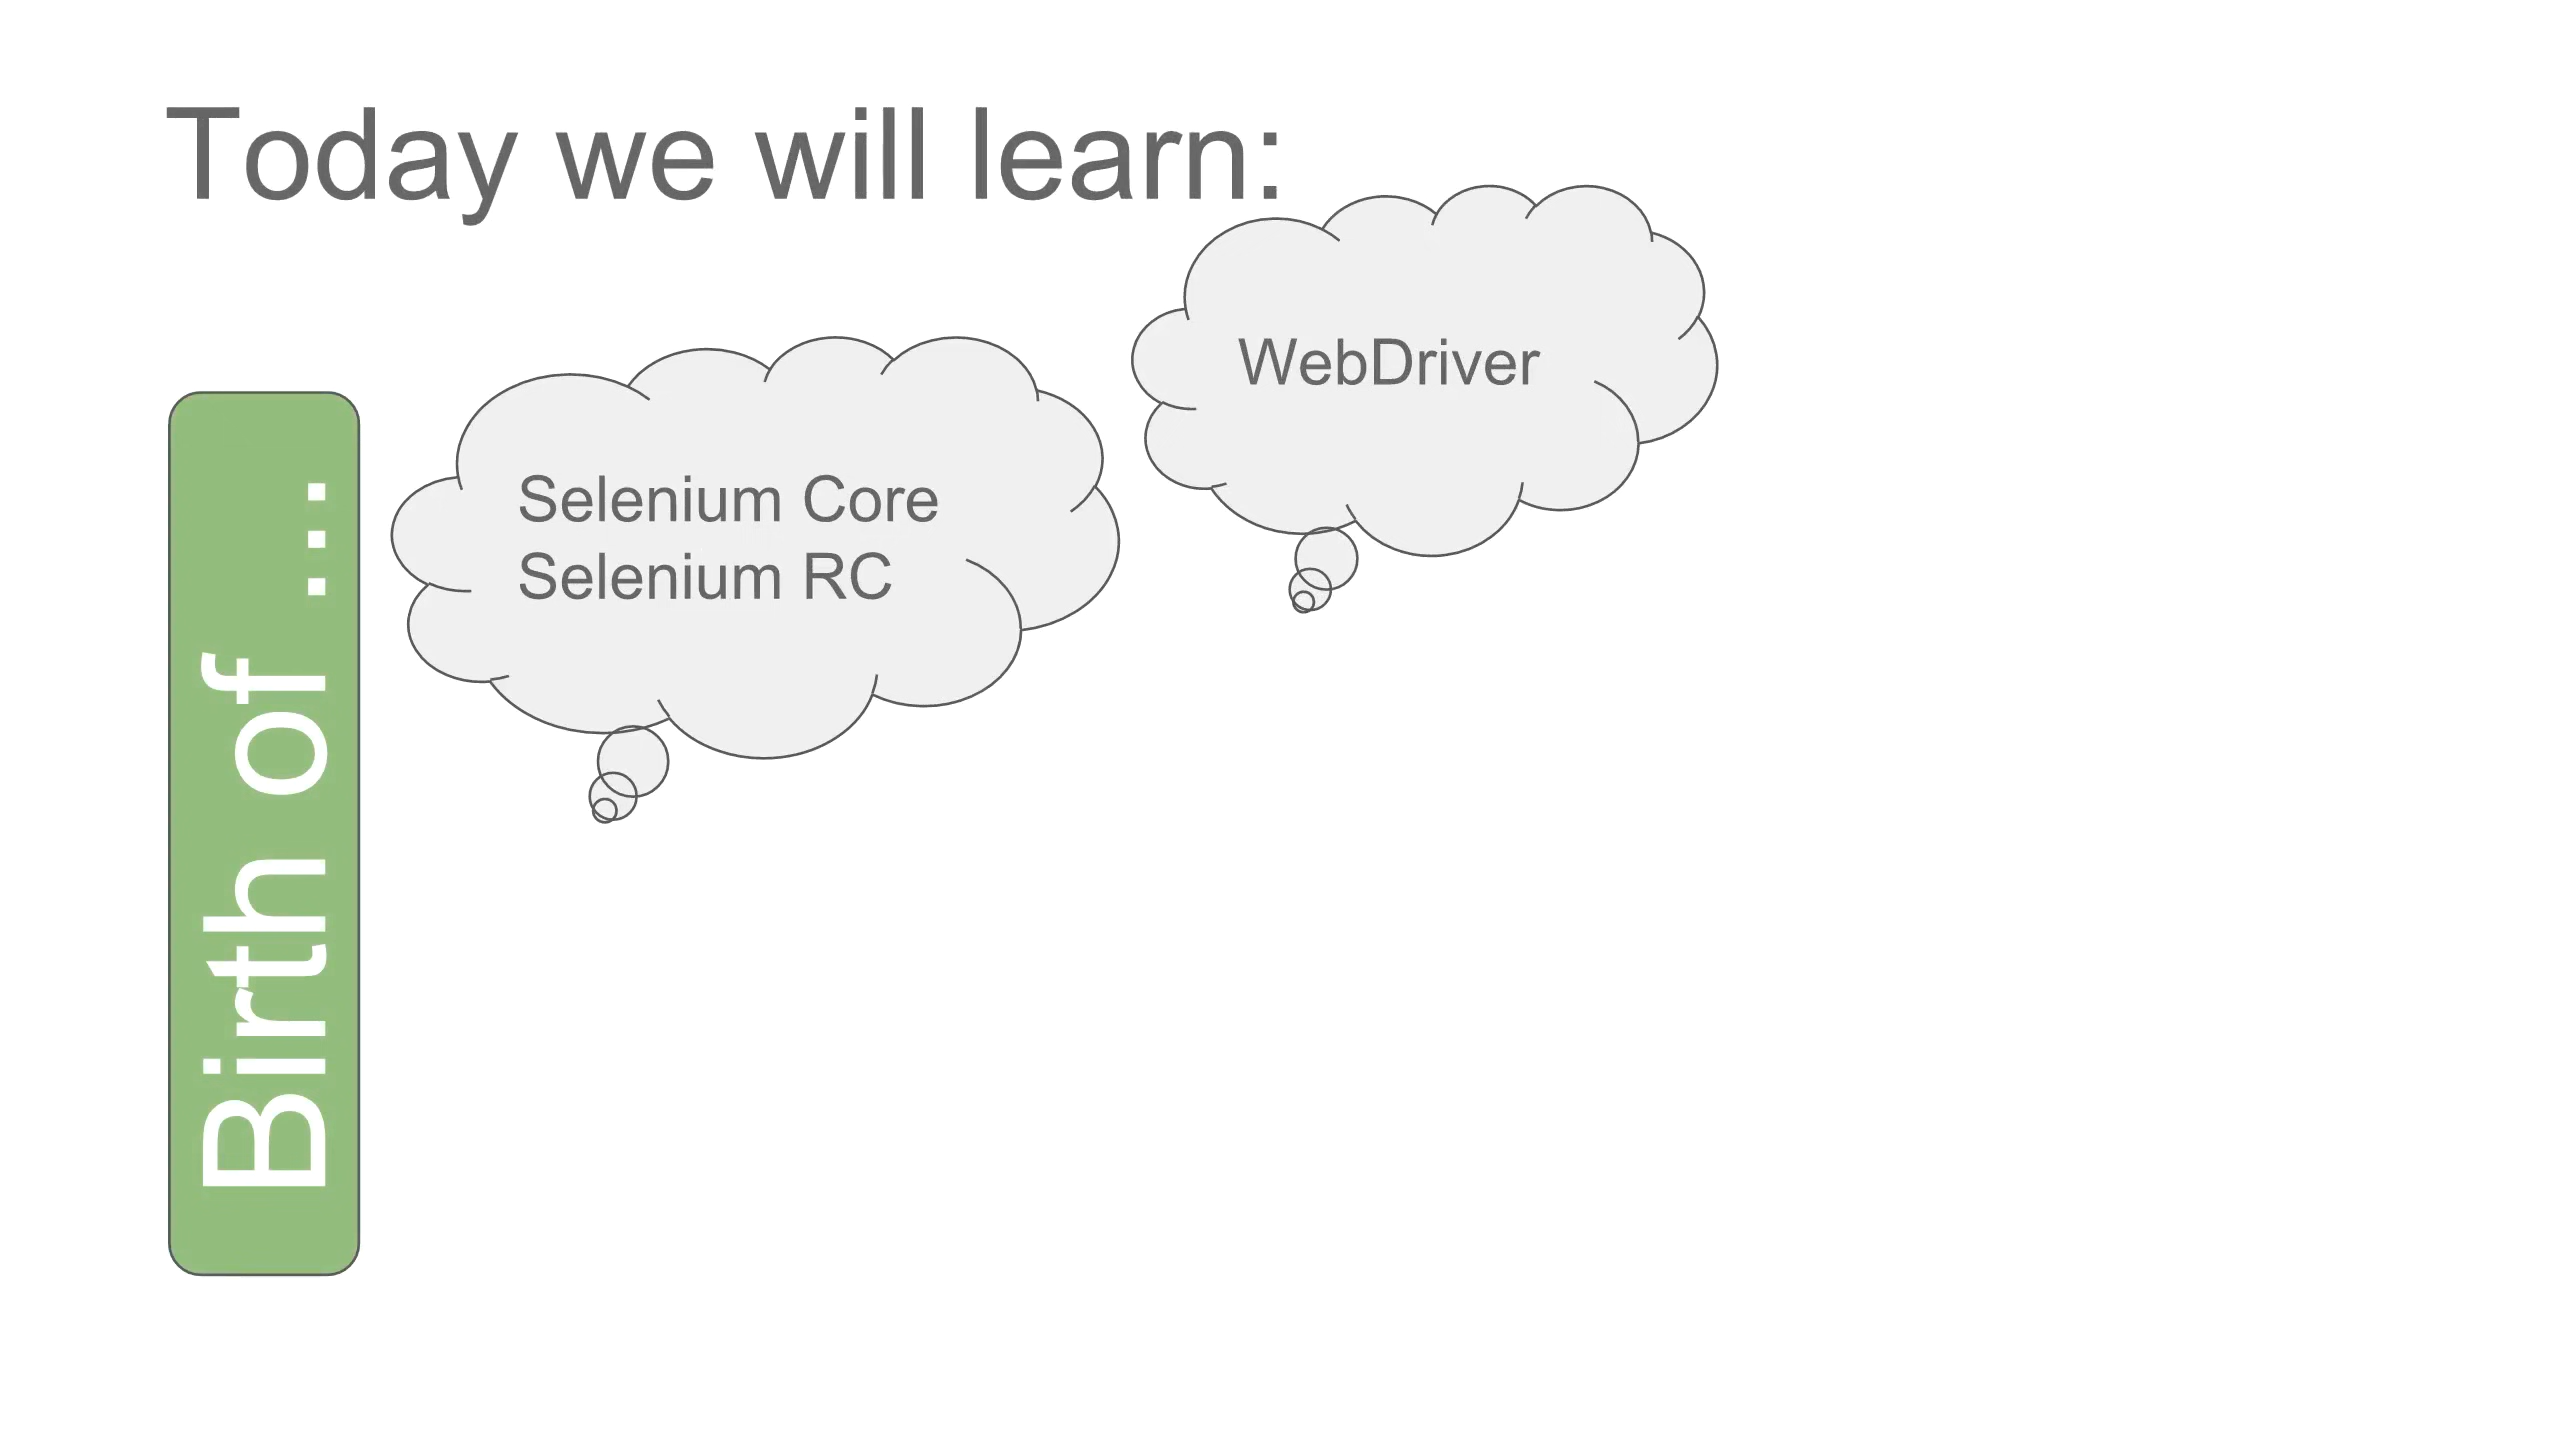 Today we will learn:
Birth of ...
Selenium Core
Selenium RC
WebDriver